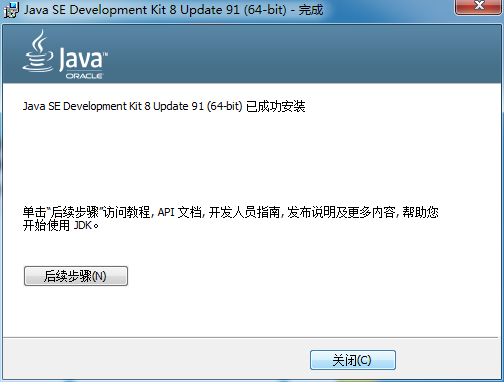 Java SE Development Kit 8 Update 91 (64-bit) - 完成
Java™
ORACLE
Java SE Development Kit 8 Update 91 (64-bit) 已成功安装
单击“后续步骤”访问教程, API 文档, 开发人员指南, 发布说明及更多内容, 帮助您
开始使用 JDK。
后续步骤(N)
关闭(C)